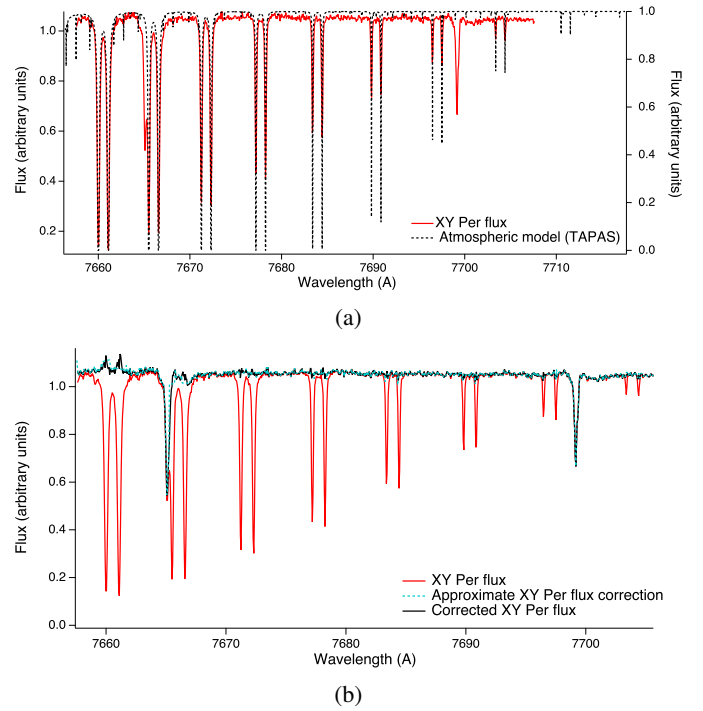 1.0
0.8
0.6
0.4
0.2
Flux (arbitrary units)
1.0
0.8
0.6
0.4
0.2
0.0
Flux (arbitrary units)
XY Per flux
Atmospheric model (TAPAS)
7660 7670 7680 7690 7700 7710
Wavelength (A)
(a)
1.0
0.8
0.6
0.4
0.2
0.0
Flux (arbitrary units)
XY Per flux
Approximate XY Per flux correction
Corrected XY Per flux
7660 7670 7680 7690 7700
Wavelength (A)
(b)